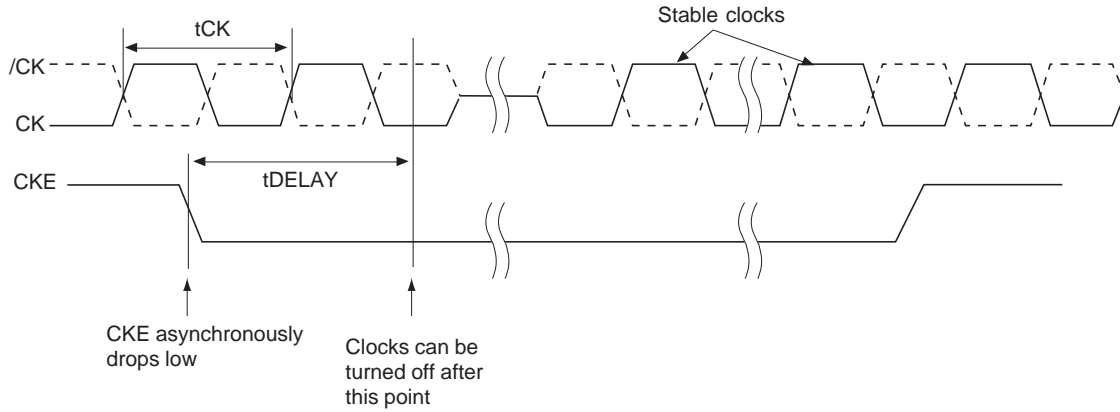 Stable clocks
tCK
/CK
CK
tDELAY
CKE
CKE asynchronously
drops low
Clocks can be
turned off after
this point